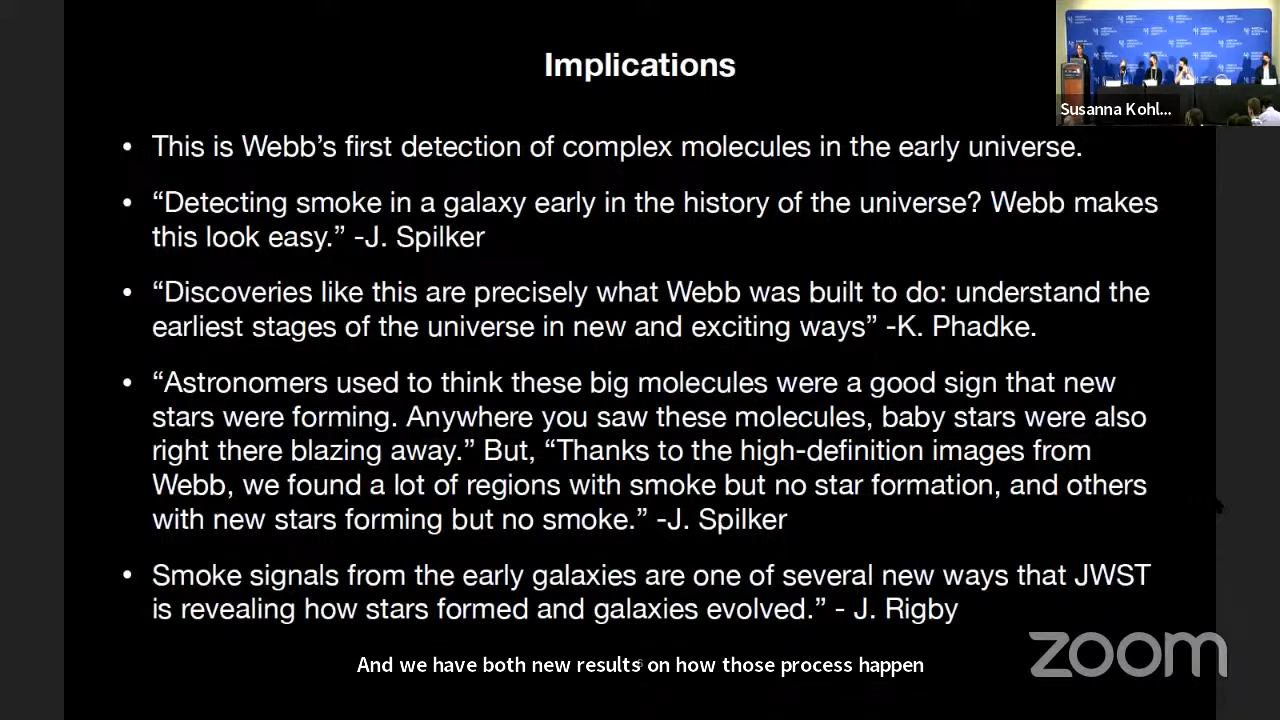 Implications
• This is Webb’s first detection of complex molecules in the early universe.
• “Detecting smoke in a galaxy early in the history of the universe? Webb makes
this look easy.” -J. Spilker
• “Discoveries like this are precisely what Webb was built to do: understand the
earliest stages of the universe in new and exciting ways” -K. Phadke.
• “Astronomers used to think these big molecules were a good sign that new
stars were forming. Anywhere you saw these molecules, baby stars were also
right there blazing away.” But, “Thanks to the high-definition images from
Webb, we found a lot of regions with smoke but no star formation, and others
with new stars forming but no smoke.” -J. Spilker
• Smoke signals from the early galaxies are one of several new ways that JWST
is revealing how stars formed and galaxies evolved.” - J. Rigby
And we have both new results on how those process happen
Susanna Kohl...
zoom